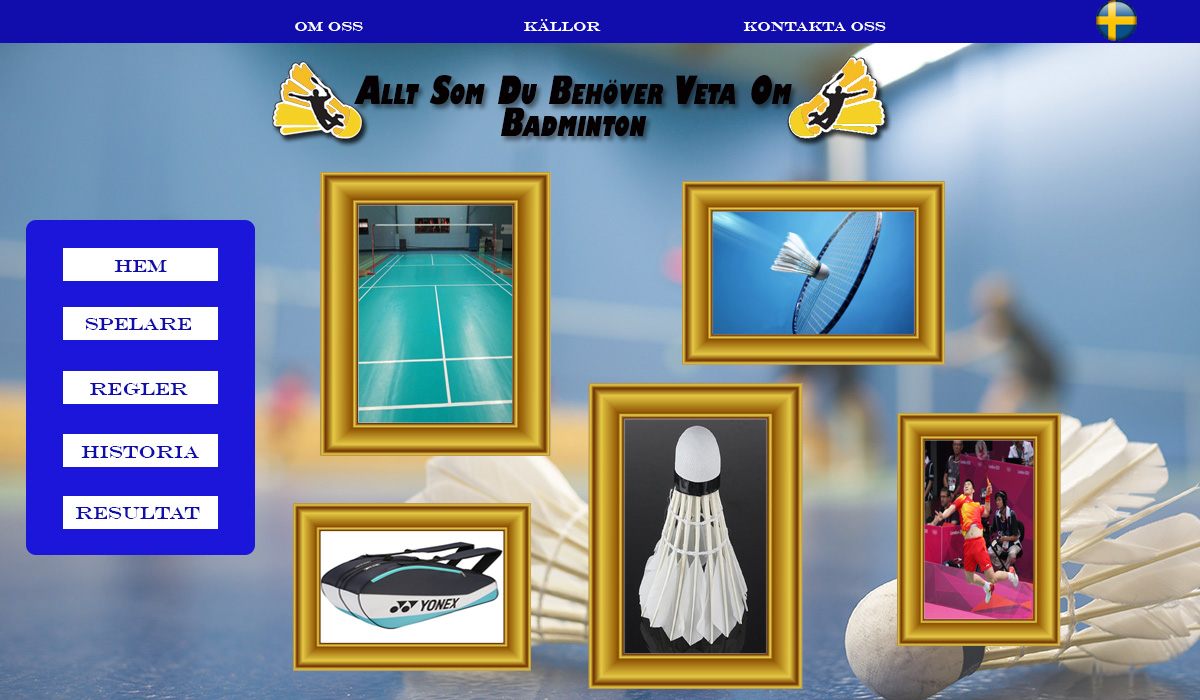 OM OSS
KÄLLOR
KONTAKTA OSS
Allt Som Du Behöver Veta Om
Badminton
HEM
SPELARE
REGLER
HISTORIA
RESULTAT
YONEX